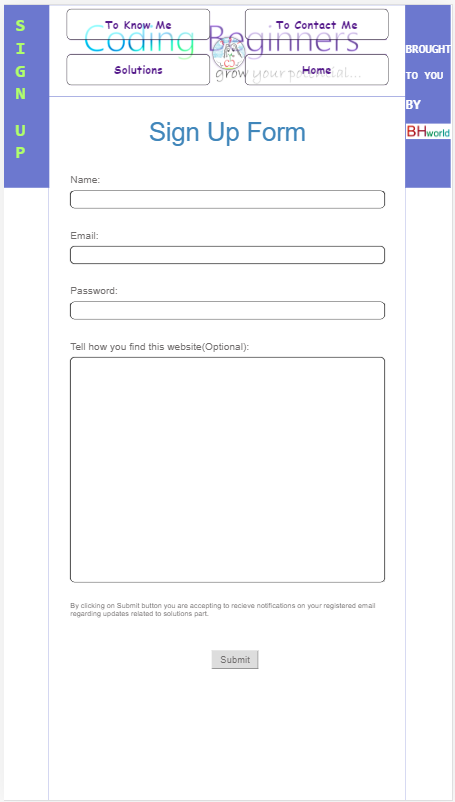 S
I
G
N
U
P
To Know Me
To Contact Me
Coding Beginners
Solutions
Home
grow your potential...
BROUGHT
TO YOU
BY
BHworld
Sign Up Form
Name:
Email:
Password:
Tell how you find this website(Optional):
By clicking on Submit button you are accepting to recieve notifications on your registered email
regarding updates related to solutions part.
Submit